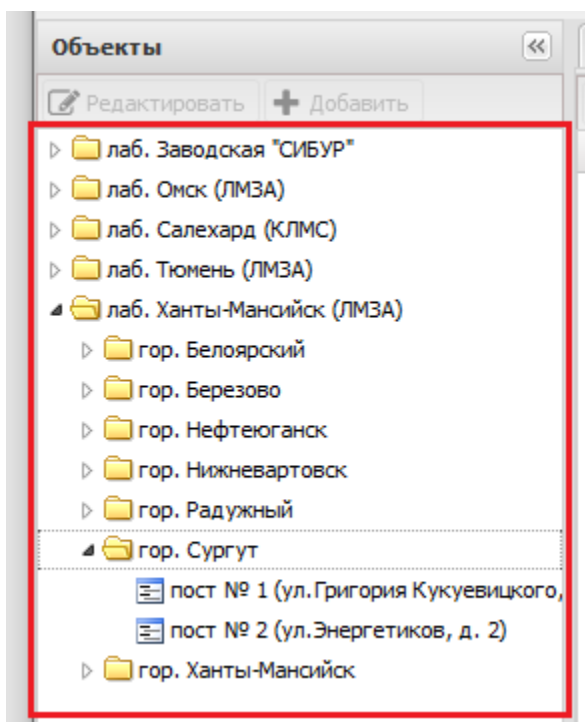 Объекты
Редактировать Добавить
лаб. Заводская "СИБУР"
лаб. Омск (ЛМЗА)
лаб. Салехард (КЛМС)
лаб. Тюмень (ЛМЗА)
лаб. Ханты-Мансийск (ЛМЗА)
гор. Белоярский
гор. Березово
гор. Нефтеюганск
гор. Нижневартовск
гор. Радужный
гор. Сургут
пост № 1 (ул.Григория Кукуевицкого,
пост № 2 (ул.Энергетиков, д. 2)
гор. Ханты-Мансийск